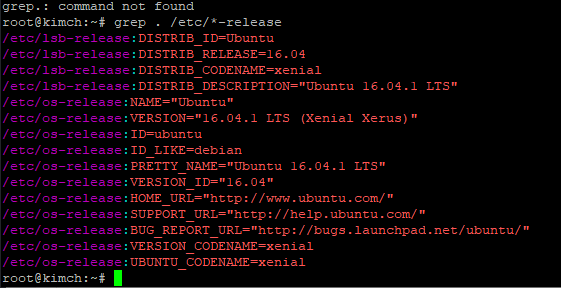 grep.: command not found
root@kimch:~# grep . /etc/*-release
/etc/lsb-release:DISTRIB_ID=Ubuntu
/etc/lsb-release:DISTRIB_RELEASE=16.04
/etc/lsb-release:DISTRIB_CODENAME=xenial
/etc/lsb-release:DISTRIB_DESCRIPTION="Ubuntu 16.04.1 LTS"
/etc/os-release:NAME="Ubuntu"
/etc/os-release:VERSION="16.04.1 LTS (Xenial Xerus)"
/etc/os-release:ID=ubuntu
/etc/os-release:ID_LIKE=debian
/etc/os-release:PRETTY_NAME="Ubuntu 16.04.1 LTS"
/etc/os-release:VERSION_ID="16.04"
/etc/os-release:HOME_URL="http://www.ubuntu.com/"
/etc/os-release:SUPPORT_URL="http://help.ubuntu.com/"
/etc/os-release:BUG_REPORT_URL="http://bugs.launchpad.net/ubuntu/"
/etc/os-release:VERSION_CODENAME=xenial
/etc/os-release:UBUNTU_CODENAME=xenial
root@kimch:~#